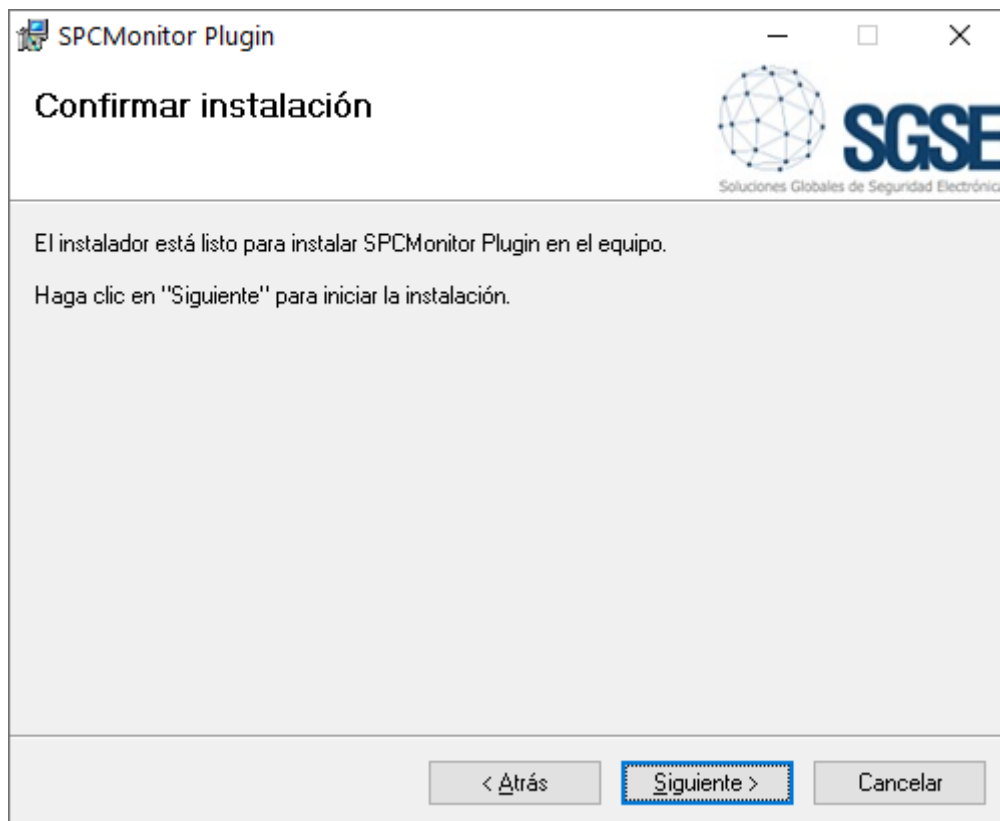 SPCMonitor Plugin
Confirmar instalación
SGSE
Soluciones Globales de Seguridad Electrónica
El instalador está listo para instalar SPCMonitor Plugin en el equipo.
Haga clic en "Siguiente" para iniciar la instalación.
< Atrás
Siguiente >
Cancelar